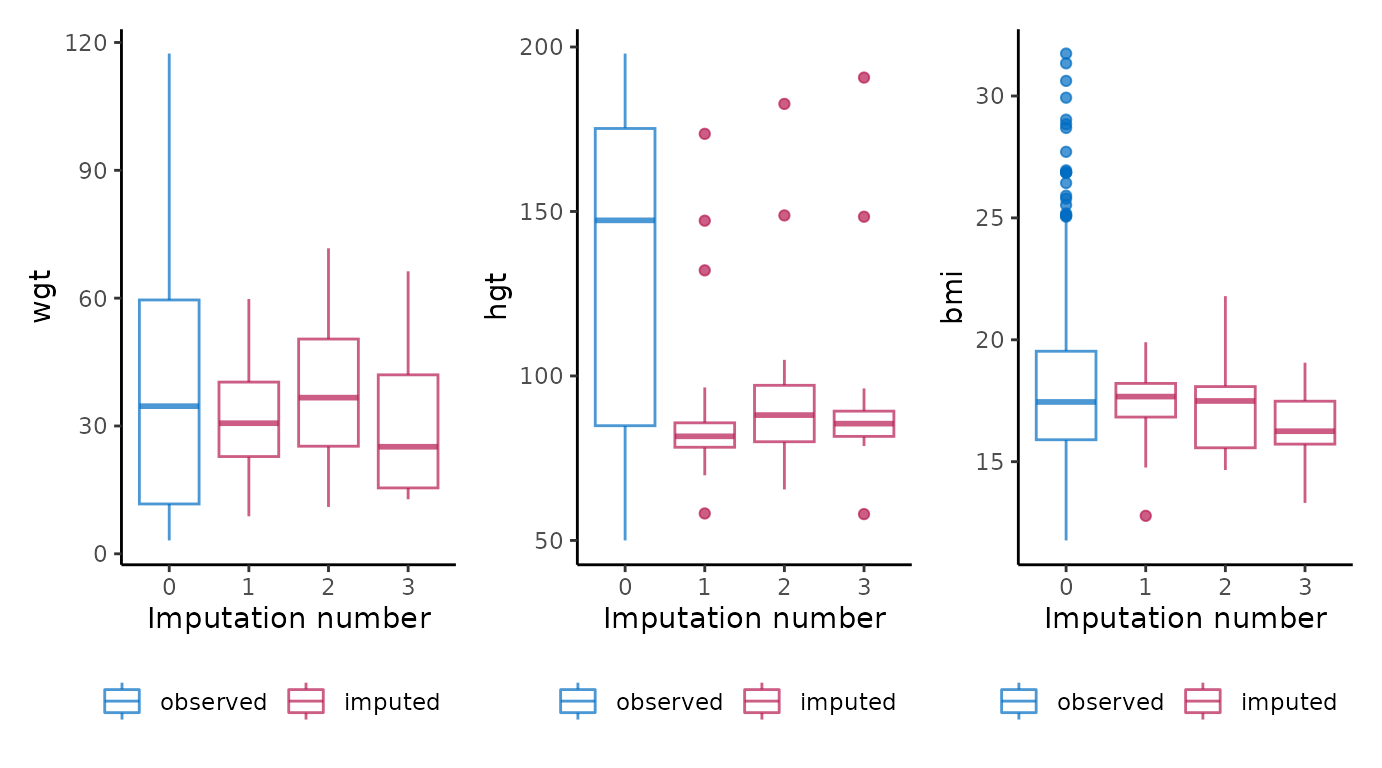 wgt
120
90
60
30
0
0 1 2 3
Imputation number
observed imputed
hgt
200
150
100
50
0 1 2 3
Imputation number
observed imputed
bmi
30
25
20
15
0 1 2 3
Imputation number
observed imputed